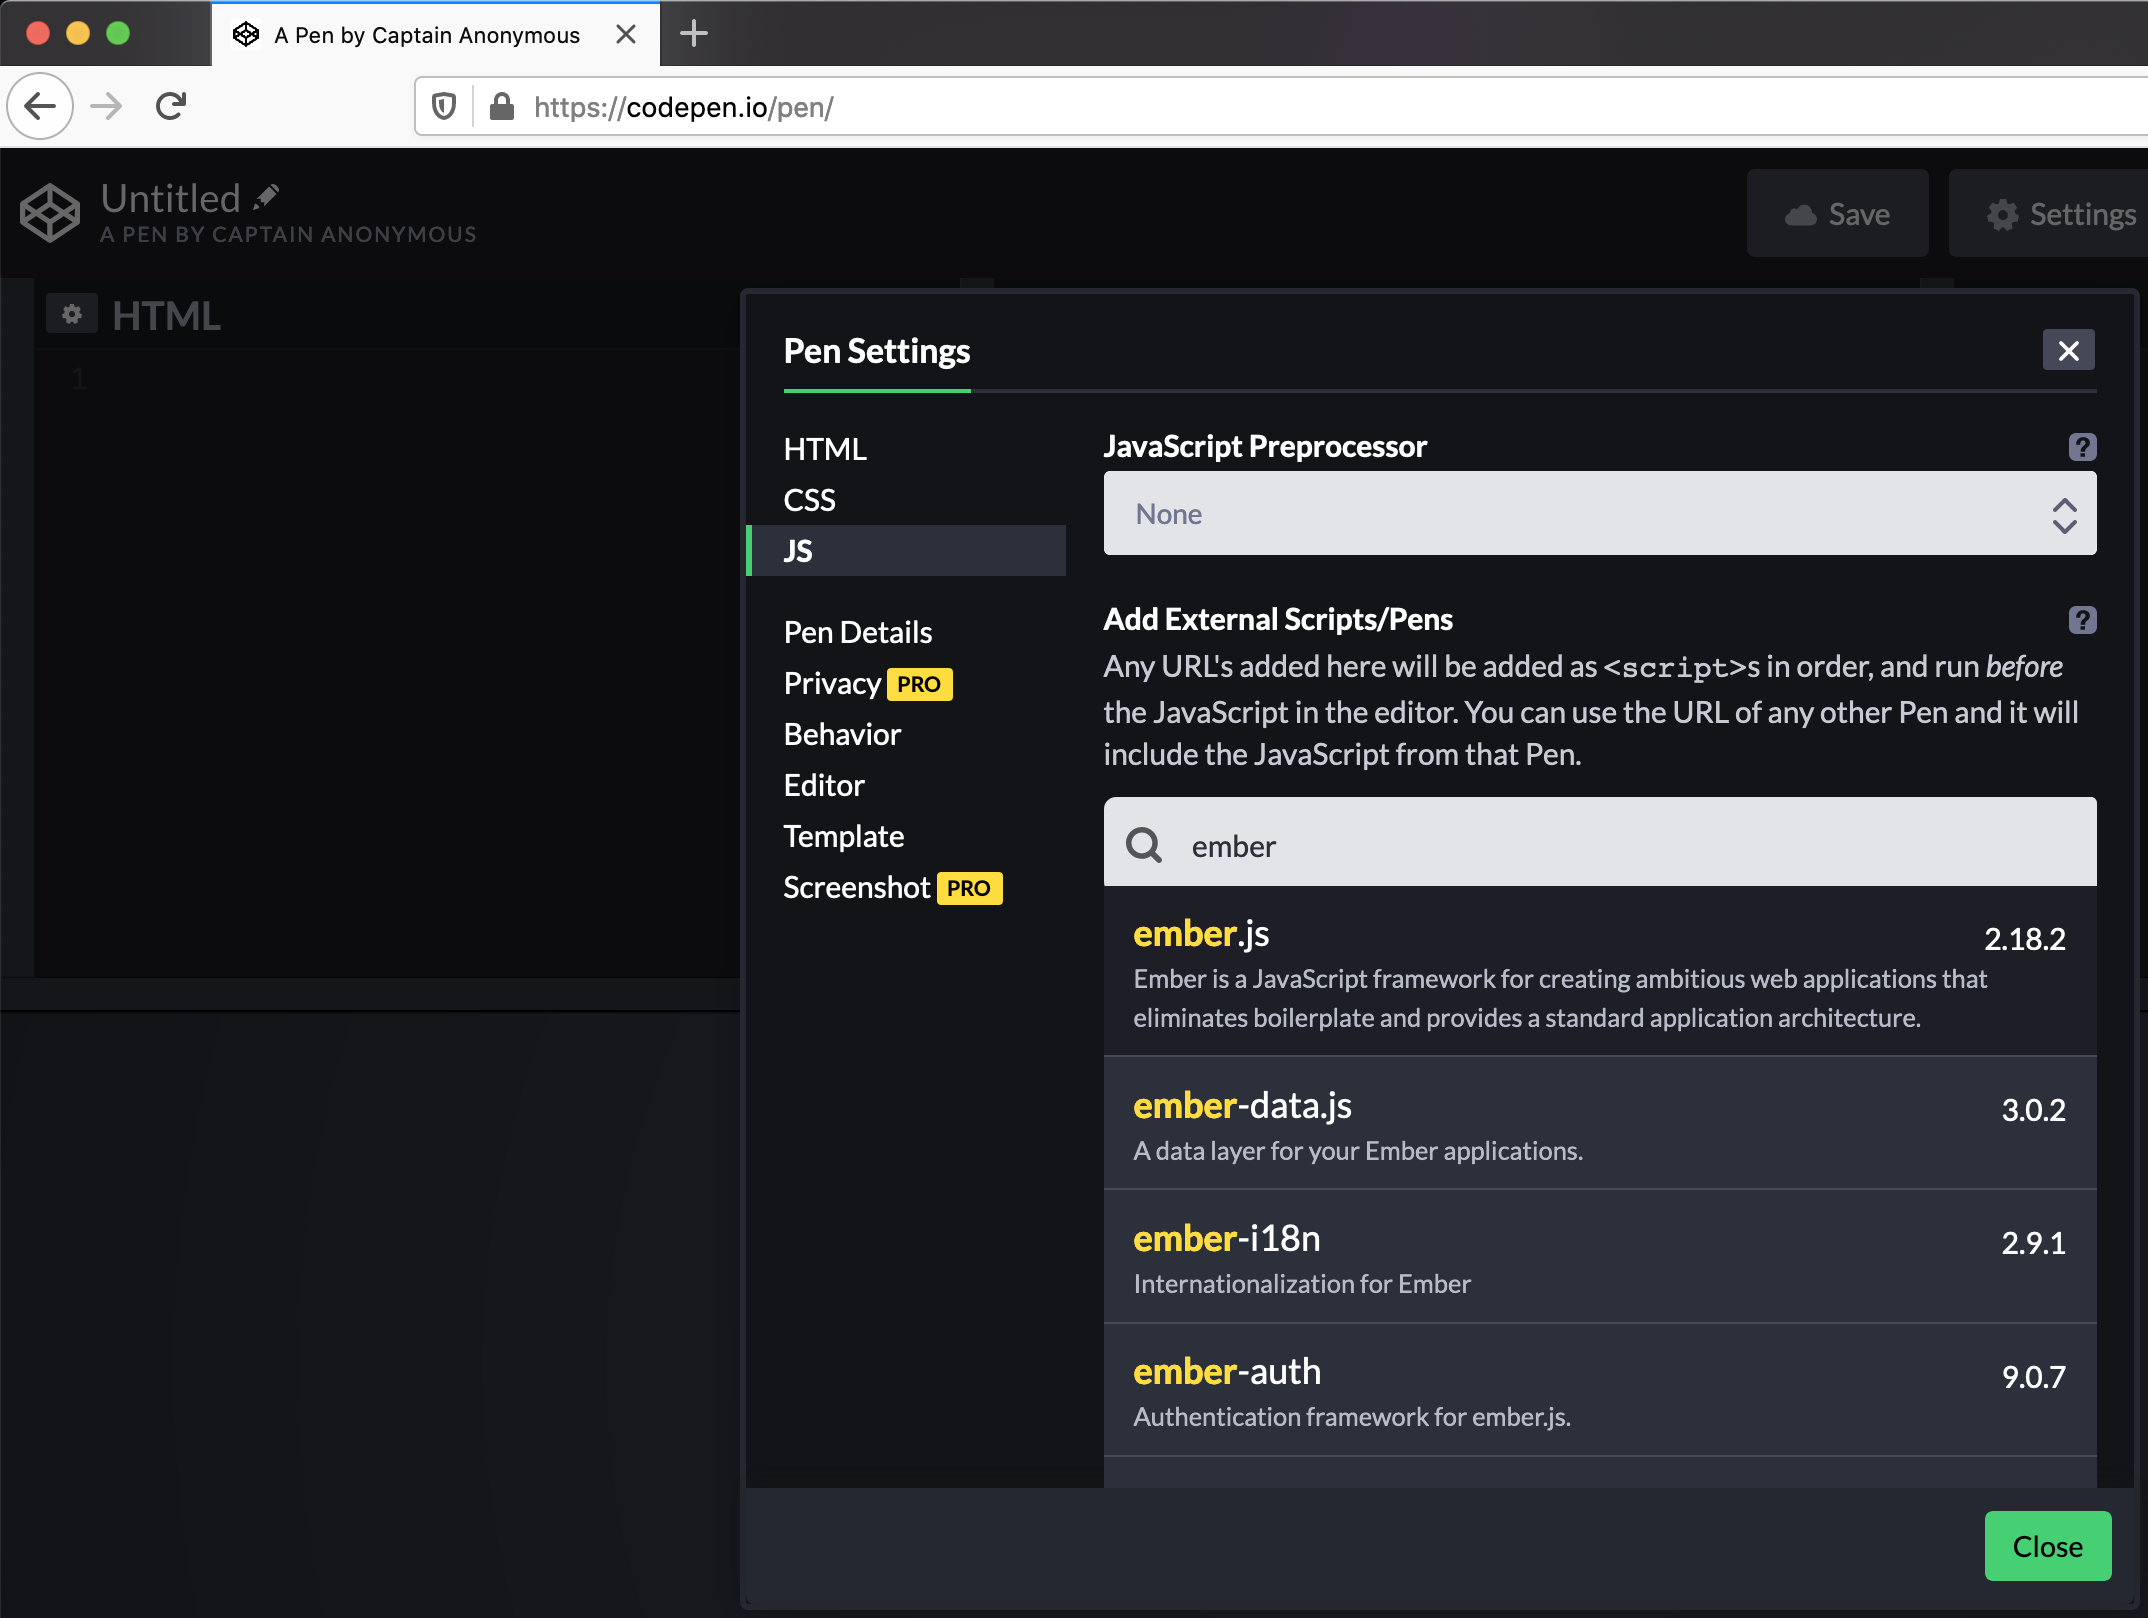 A Pen by Captain Anonymous
https://codepen.io/pen/
Untitled
A PEN BY CAPTAIN ANONYMOUS
Save
Settings
HTML
1
Pen Settings
HTML
CSS
JS
Pen Details
Privacy PRO
Behavior
Editor
Template
Screenshot PRO
JavaScript Preprocessor
?
None
Add External Scripts/Pens
?
Any URL's added here will be added as <script>s in order, and run before
the JavaScript in the editor. You can use the URL of any other Pen and it will
include the JavaScript from that Pen.
ember
ember.js 2.18.2
Ember is a JavaScript framework for creating ambitious web applications that
eliminates boilerplate and provides a standard application architecture.
ember-data.js 3.0.2
A data layer for your Ember applications.
ember-i18n 2.9.1
Internationalization for Ember
ember-auth 9.0.7
Authentication framework for ember.js.
Close